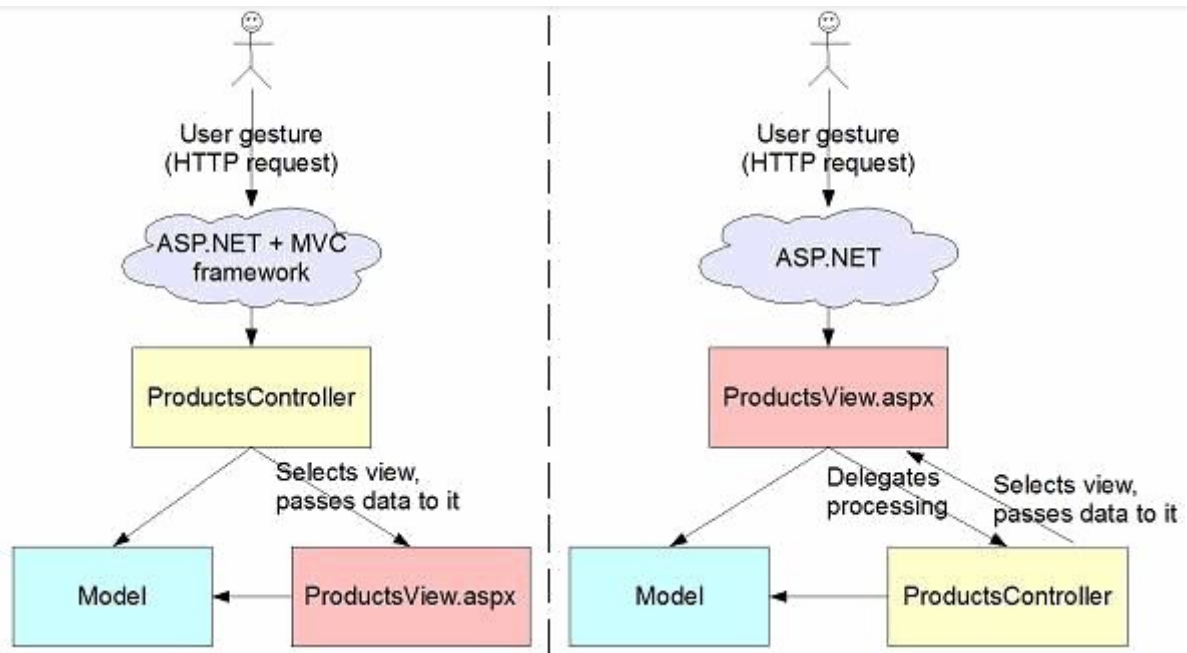 User gesture
(HTTP request)
ASP.NET + MVC
framework
ProductsController
Selects view,
passes data to it
Model
ProductsView.aspx
User gesture
(HTTP request)
ASP.NET
ProductsView.aspx
Delegates
processing
Selects view,
passes data to it
Model
ProductsController